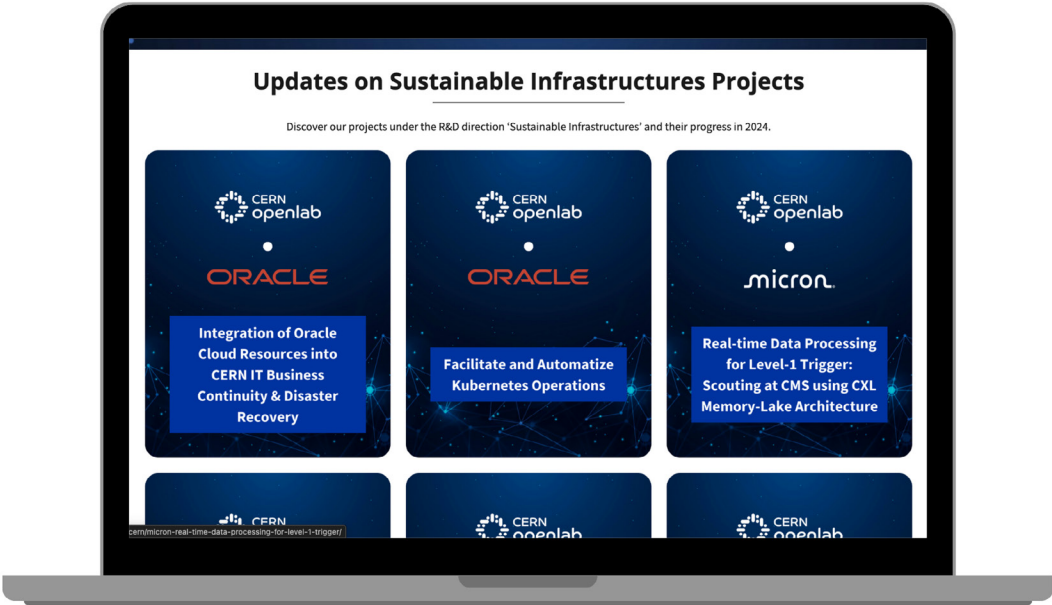 Updates on Sustainable Infrastructures Projects
Discover our projects under the R&D direction ‘Sustainable Infrastructures’ and their progress in 2024.
CERN
openlab
ORACLE
Integration of Oracle
Cloud Resources into
CERN IT Business
Continuity & Disaster
Recovery
CERN
openlab
ORACLE
Facilitate and Automatize
Kubernetes Operations
CERN
openlab
micron
Real-time Data Processing
for Level-1 Trigger:
Scouting at CMS using CXL
Memory-Lake Architecture
CERN
CERN
openlab
CERN
openlab
cern/micron-real-time-data-processing-for-level-1-trigger/